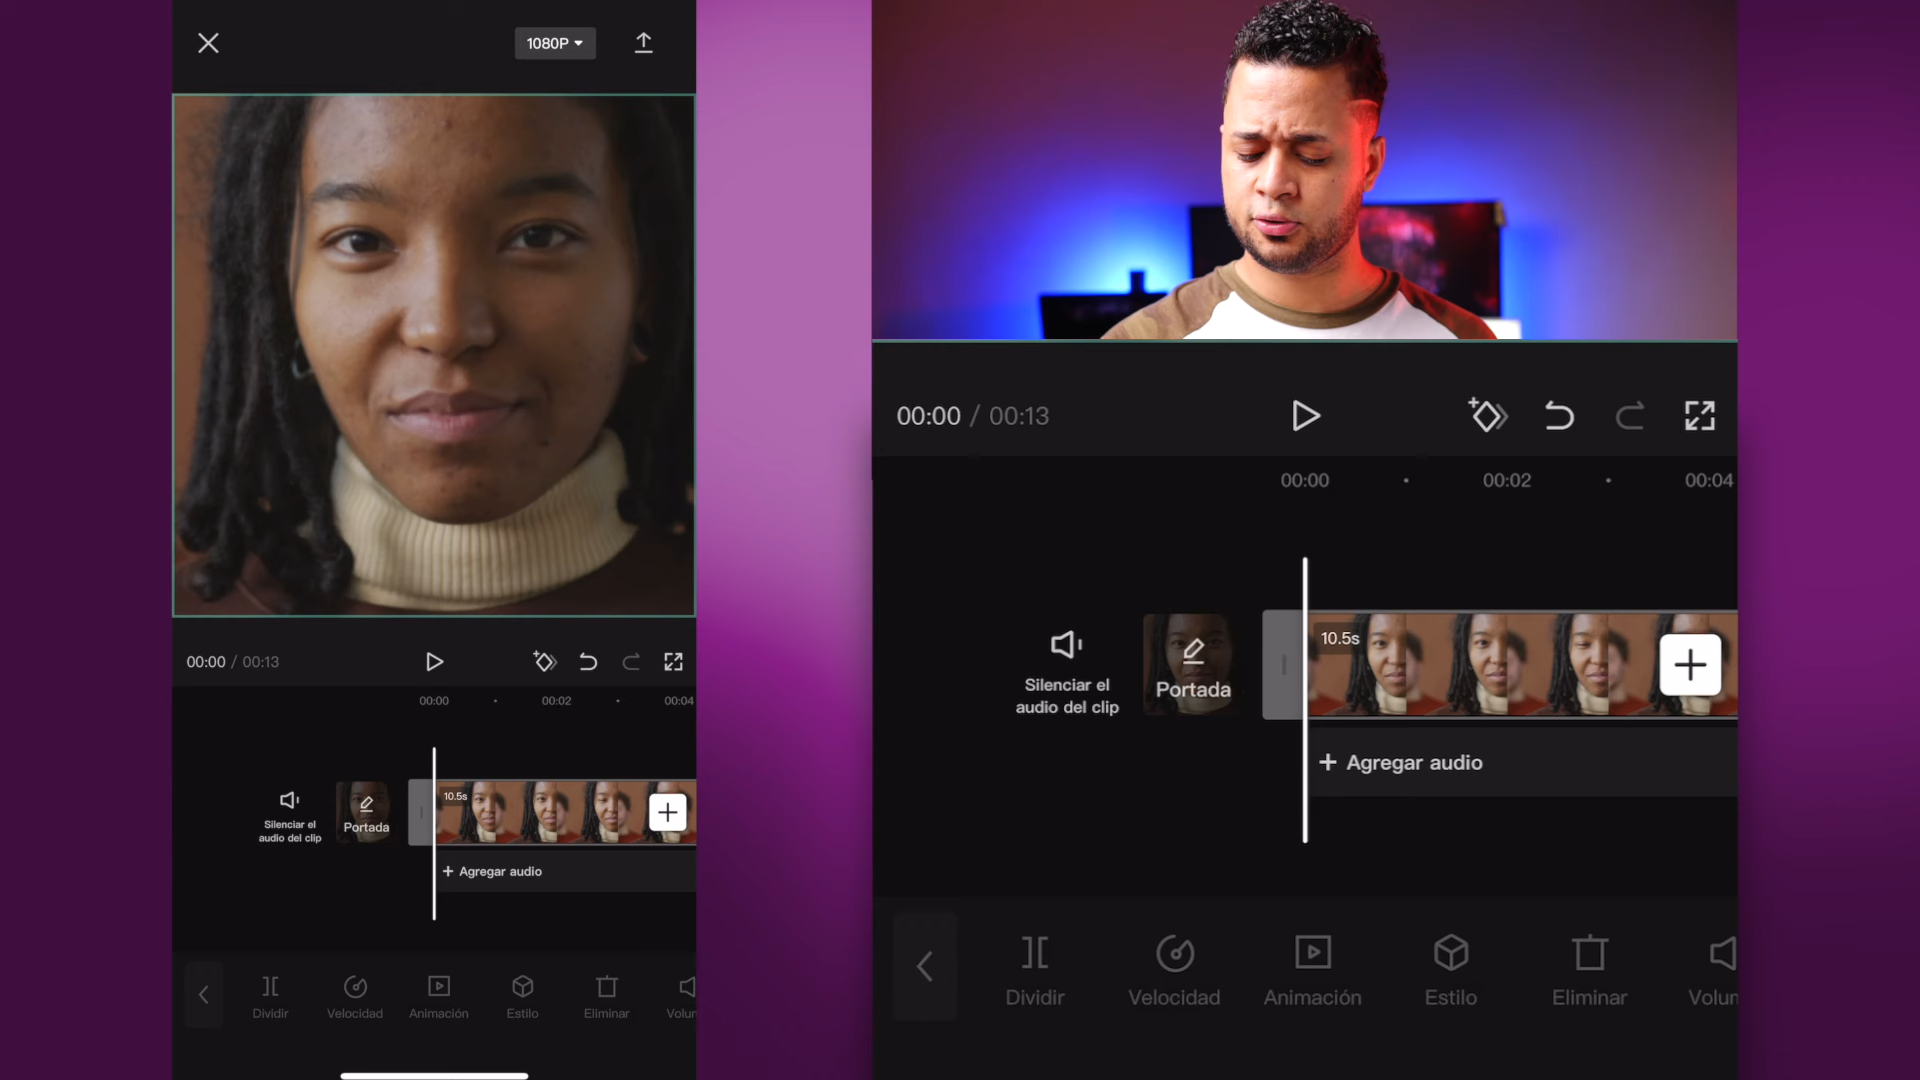 1080P
00:00 / 00:13
00:00 00:02 00:04
10.5s
Silenciar el
audio del clip
Portada
+ Agregar audio
Dividir Velocidad Animación Estilo Eliminar Volum
00:00 / 00:13
00:00 00:02 00:04
10.5s
Silenciar el
audio del clip
Portada
+ Agregar audio
Dividir Velocidad Animación Estilo Eliminar Volum